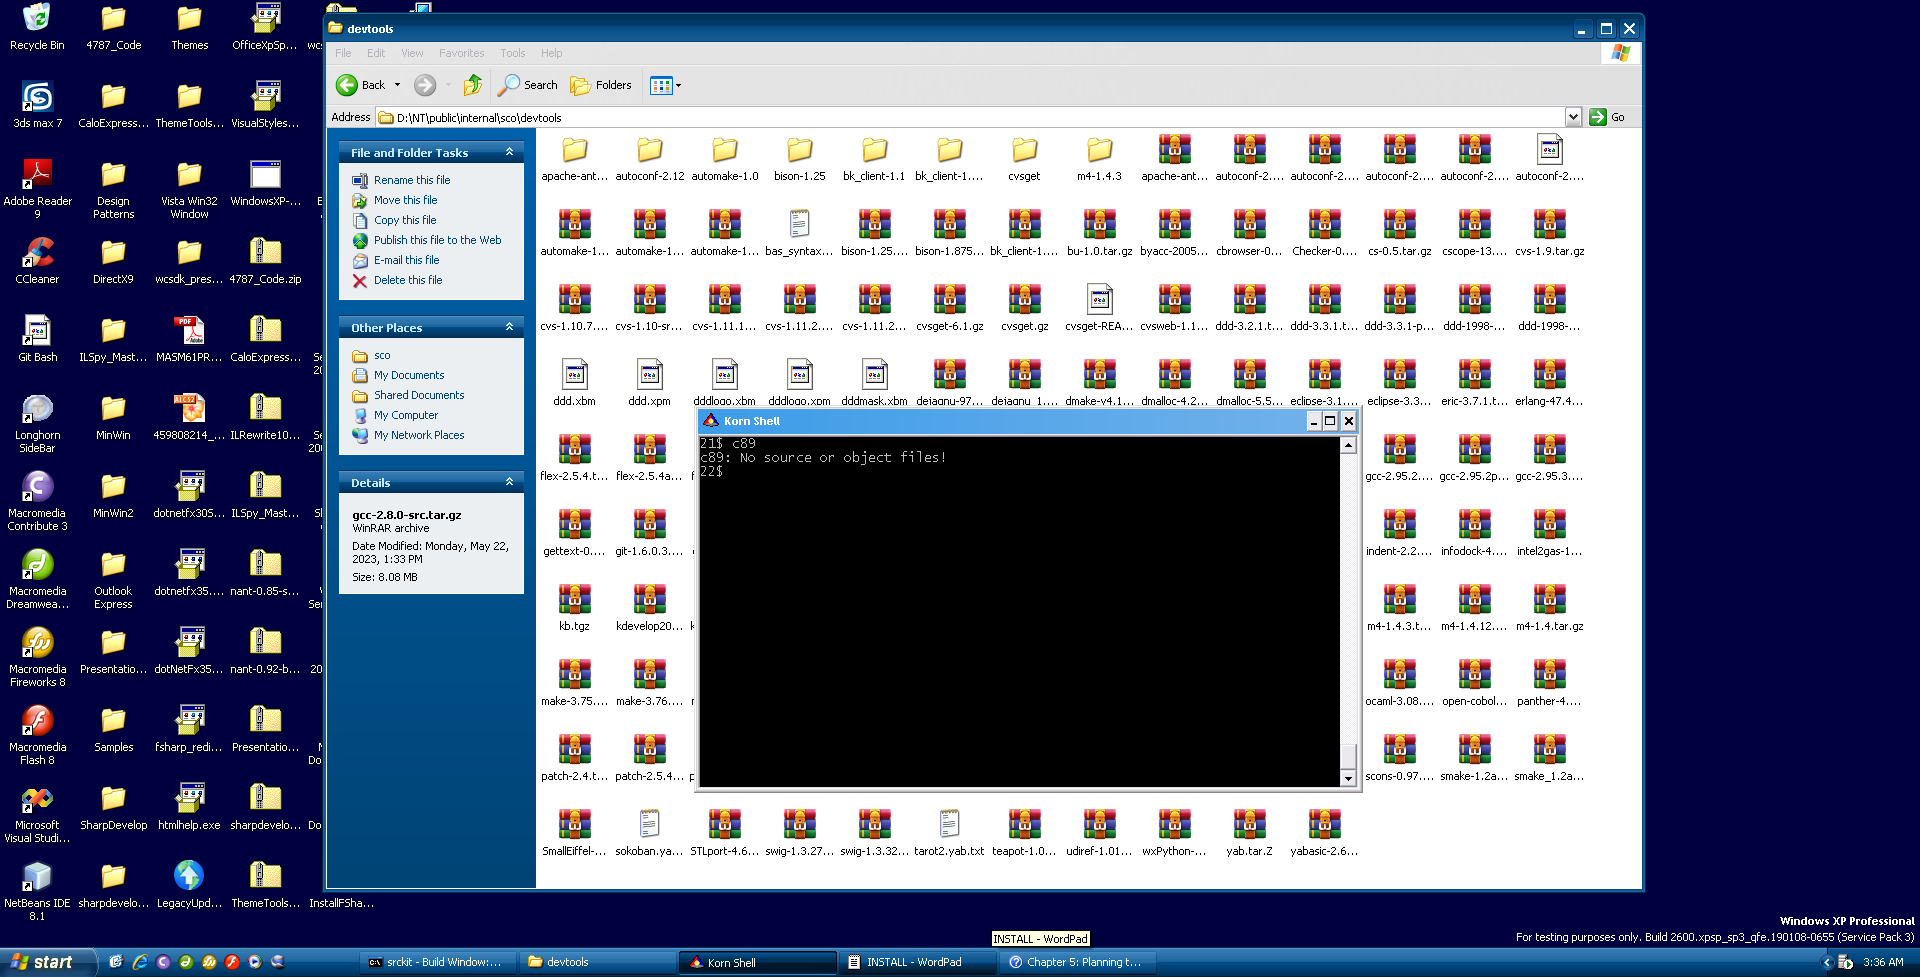 Recycle Bin
4787_Code
Themes
OfficeXpSp...
3ds max 7
CaloExpress...
ThemeTools...
VisualStyles...
Adobe Reader
9
Design
Patterns
Vista Win32
Window
WindowsXP-...
CCleaner
DirectX9
wcsdk_pres...
4787_Code.zip
Git Bash
ILSpy_Mast...
MASM61PR...
CaloExpress...
Longhorn
SideBar
MinWin
459808214_...
ILRewrite10...
Macromedia
Contribute 3
MinWin2
dotnetfx30S...
ILSpy_Mast...
Macromedia
Dreamwea...
Outlook
Express
dotnetfx35....
nant-0.85-s...
Macromedia
Fireworks 8
Presentatio...
dotNetFx35...
nant-0.92-b...
Macromedia
Flash 8
Samples
fsharp_redi...
Presentatio...
Microsoft
Visual Studi...
SharpDevelop
htmlhelp.exe
sharpdevelo...
NetBeans IDE
8.1
sharpdevelo...
LegacyUpd...
ThemeTools...
InstallFSha...
devtools
File Edit View Favorites Tools Help
Back Search Folders
Address D:\NT\public\internal\sco\devtools Go
File and Folder Tasks
Rename this file
Move this file
Copy this file
Publish this file to the Web
E-mail this file
Delete this file
Other Places
sco
My Documents
Shared Documents
My Computer
My Network Places
Details
gcc-2.8.0-src.tar.gz
WinRAR archive
Date Modified: Monday, May 22,
2023, 1:33 PM
Size: 8.08 MB
apache-ant... autoconf-2.12 automake-1.0 bison-1.25 bk_client-1.1 bk_client-1.... cvsget m4-1.4.3 apache-ant... autoconf-2.... autoconf-2.... autoconf-2.... autoconf-2.... autoconf-2....
automake-1... automake-1... automake-1... bas_syntax... bison-1.25.... bison-1.875... bk_client-1.... bu-1.0.tar.gz byacc-2005... cbrowser-0... Checker-0.... cs-0.5.tar.gz cscope-13.... cvs-1.9.tar.gz
cvs-1.10.7.... cvs-1.10-sr... cvs-1.11.1... cvs-1.11.2... cvs-1.11.2... cvsget-6.1.gz cvsget.gz cvsget-REA... cvsweb-1.1... ddd-3.2.1.t... ddd-3.3.1.t... ddd-3.3.1-p... ddd-1998-... ddd-1998-...
ddd.xbm ddd.xpm dddlogo.xbm dddlogo.xpm dddmask.xbm dejagnu-97... dejagnu_1.... dmake-v4.1... dmalloc-4.2... dmalloc-5.5... eclipse-3.1.... eclipse-3.3... eric-3.7.1.t... erlang-47.4...
flex-2.5.4.t... flex-2.5.4a... gcc-2.95.2.... gcc-2.95.2p... gcc-2.95.3....
gettext-0.... git-1.6.0.3.... indent-2.2.... infodock-4.... intel2gas-1...
kb.tgz kdevelop20... m4-1.4.3.t... m4-1.4.12.... m4-1.4.tar.gz
make-3.75.... make-3.76.... ocaml-3.08.... open-cobol... panther-4....
patch-2.4.t... patch-2.5.4... scons-0.97.... smake-1.2a... smake_1.2a...
SmallEiffel-... sokoban.ya... STLport-4.6... swig-1.3.27... swig-1.3.32... tarot2.yab.txt teapot-1.0... udiref-1.01... wxPython-... yab.tar.Z yabasic-2.6...
Korn Shell
21$ c89
c89: No source or object files!
22$
Windows XP Professional
For testing purposes only. Build 2600.xpsp_sp3_qfe.190108-0655 (Service Pack 3)
INSTALL - WordPad
start
srckit - Build Window:...
devtools
Korn Shell
INSTALL - WordPad
Chapter 5: Planning t...
3:36 AM